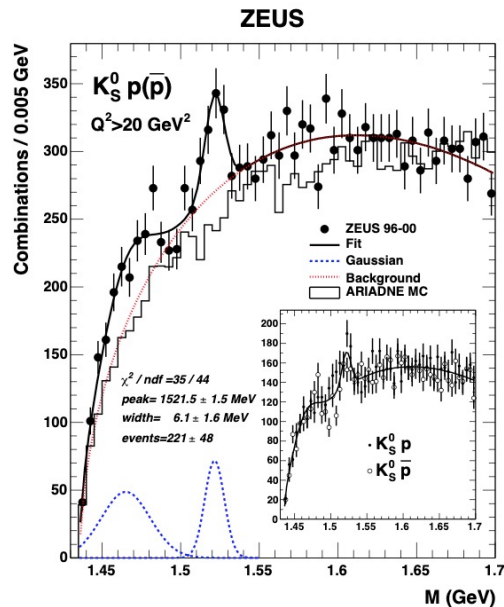 ZEUS
Combinations / 0.005 GeV
350
300
250
200
150
100
50
0
K⁰_S p(p̅)
Q²>20 GeV²
ZEUS 96-00
Fit
Gaussian
Background
ARIADNE MC
χ² / ndf =35 / 44
peak= 1521.5 ± 1.5 MeV
width= 6.1 ± 1.6 MeV
events=221 ± 48
200
180
160
140
120
100
80
60
40
20
0
K⁰_S p
K⁰_S p̅
1.45 1.5 1.55 1.6 1.65 1.7
1.45 1.5 1.55 1.6 1.65 1.7
M (GeV)